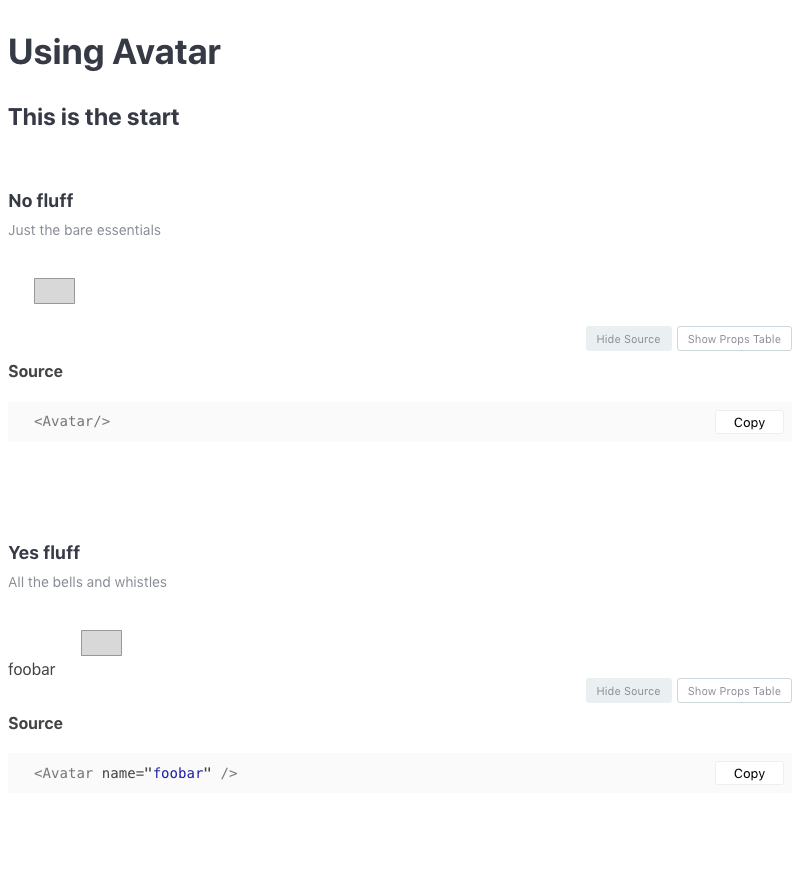 Using Avatar
This is the start
No fluff
Just the bare essentials
Hide Source
Show Props Table
Source
<Avatar/>
Copy
Yes fluff
All the bells and whistles
foobar
Hide Source
Show Props Table
Source
<Avatar name="foobar" />
Copy